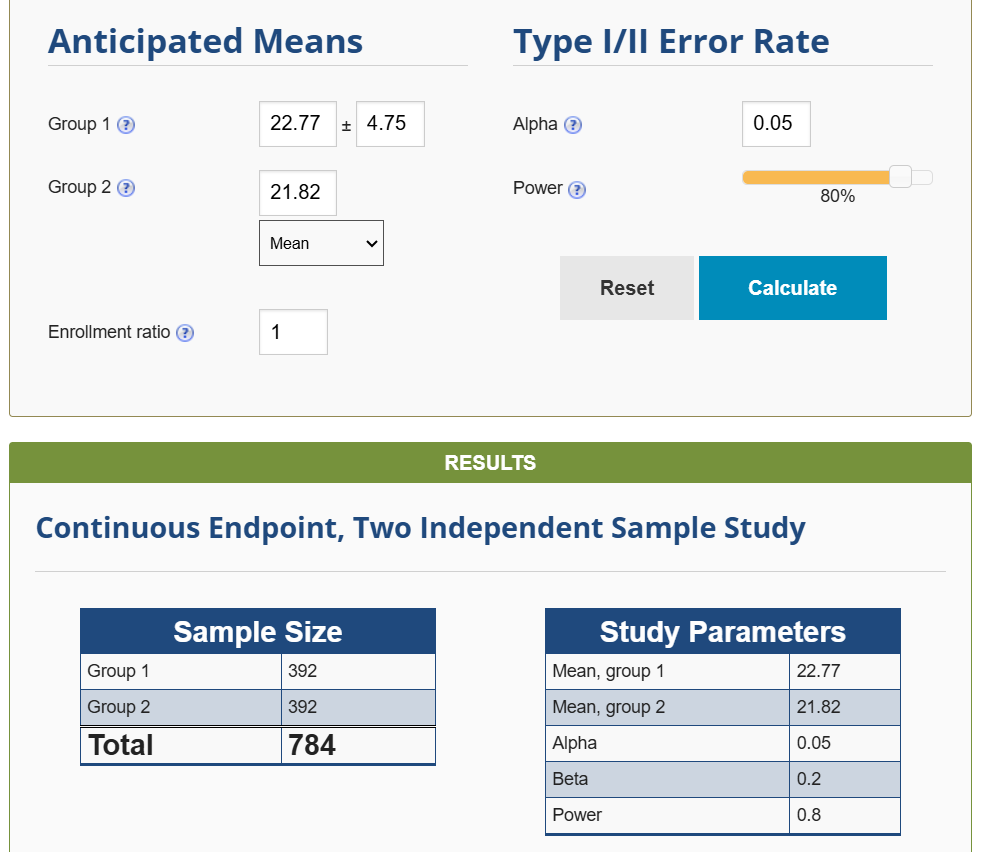 Anticipated Means
Group 1 ?
22.77 ± 4.75
Group 2 ?
21.82
Mean
Enrollment ratio ?
1
Type I/II Error Rate
Alpha ?
0.05
Power ?
80%
Reset
Calculate
RESULTS
Continuous Endpoint, Two Independent Sample Study
Sample Size
Group 1 392
Group 2 392
Total 784
Study Parameters
Mean, group 1 22.77
Mean, group 2 21.82
Alpha 0.05
Beta 0.2
Power 0.8